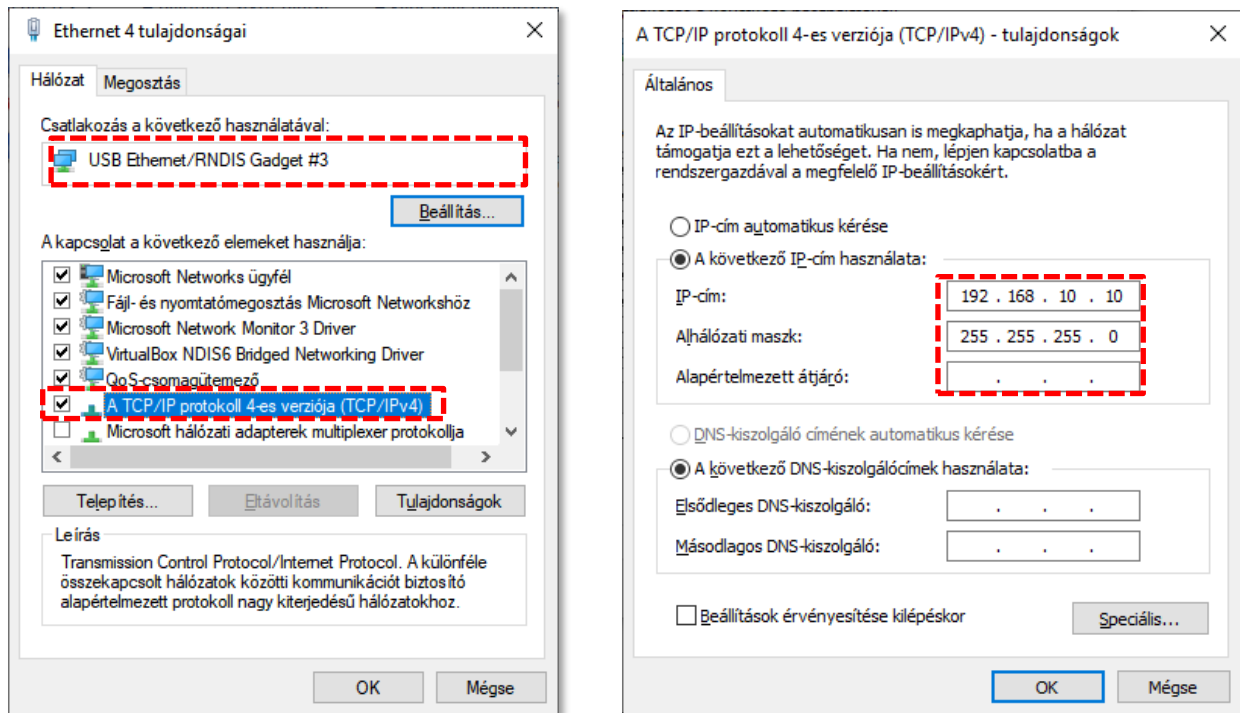 Ethernet 4 tulajdonságai
Hálózat Megosztás
Csatlakozás a következő használatával:
USB Ethernet/RNDIS Gadget #3
Beállítás...
A kapcsolat a következő elemeket használja:
Microsoft Networks ügyfél
Fájl- és nyomtatómegosztás Microsoft Networkshöz
Microsoft Network Monitor 3 Driver
VirtualBox NDIS6 Bridged Networking Driver
QoS-csomagütemező
A TCP/IP protokoll 4-es verziója (TCP/IPv4)
Microsoft hálózati adapterek multiplexer protokollja
Telepítés... Eltávolítás Tulajdonságok
Leírás
Transmission Control Protocol/Internet Protocol. A különféle
összekapcsolt hálózatok közötti kommunikációt biztosító
alapértelmezett protokoll nagy kiterjedésű hálózatokhoz.
OK Mégse
A TCP/IP protokoll 4-es verziója (TCP/IPv4) - tulajdonságok
Általános
Az IP-beállításokat automatikusan is megkaphatja, ha a hálózat
támogatja ezt a lehetőséget. Ha nem, lépjen kapcsolatba a
rendszergazdával a megfelelő IP-beállításokért.
IP-cím automatikus kérése
A következő IP-cím használata:
IP-cím: 192 . 168 . 10 . 10
Alhálózati maszk: 255 . 255 . 255 . 0
Alapértelmezett átjáró: . . .
DNS-kiszolgáló címének automatikus kérése
A következő DNS-kiszolgálócímek használata:
Elsődleges DNS-kiszolgáló: . . .
Másodlagos DNS-kiszolgáló: . . .
Beállítások érvényesítése kilépéskor Speciális...
OK Mégse